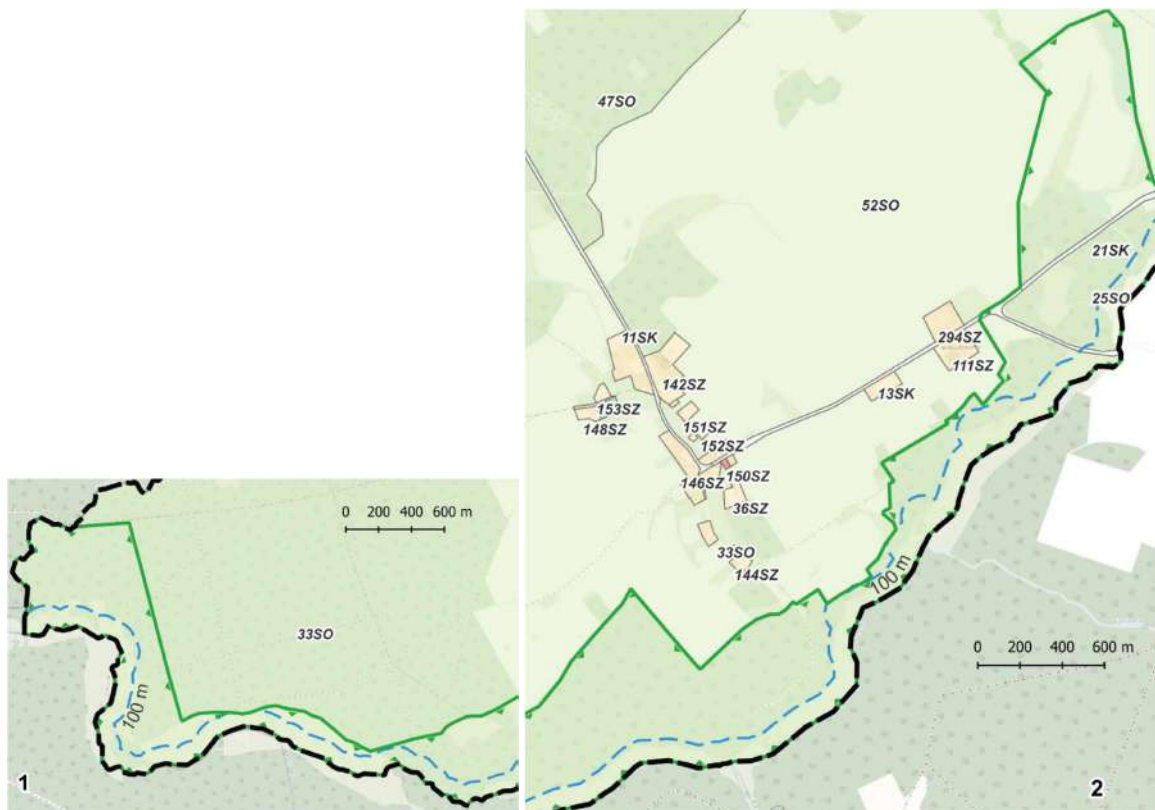 47SO
52SO
21SK
25SO
294SZ
111SZ
13SK
11SK
142SZ
153SZ
148SZ
151SZ
152SZ
150SZ
146SZ
36SZ
33SO
144SZ
100 m
0 200 400 600 m
2
0 200 400 600 m
33SO
100 m
1